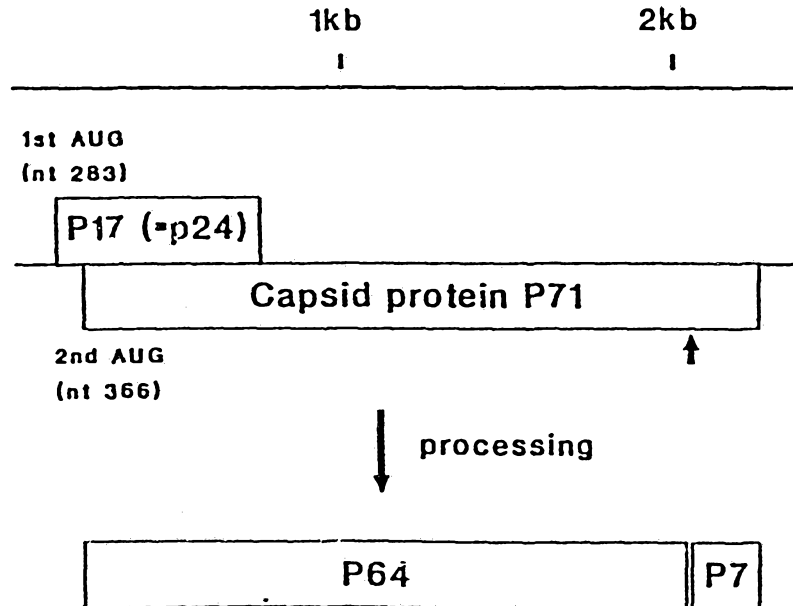 1kb 2kb
1st AUG
(nt 283)
P17 (=p24)
Capsid protein P71
2nd AUG
(nt 366)
processing
P64 P7